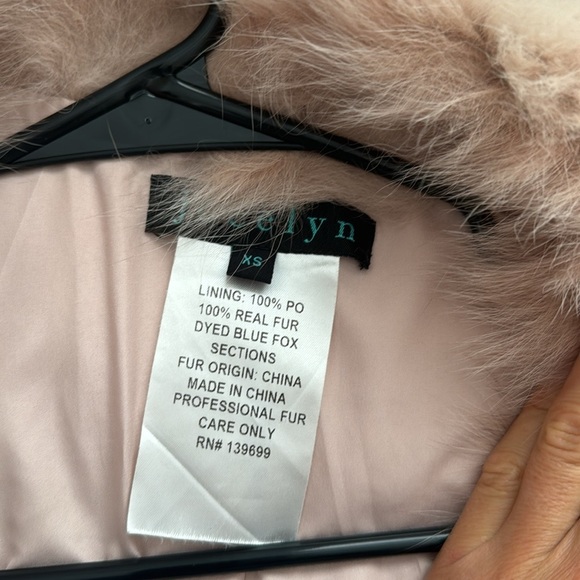 Jocelyn
XS
LINING: 100% PO
100% REAL FUR
DYED BLUE FOX
SECTIONS
FUR ORIGIN: CHINA
MADE IN CHINA
PROFESSIONAL FUR
CARE ONLY
RN# 139699